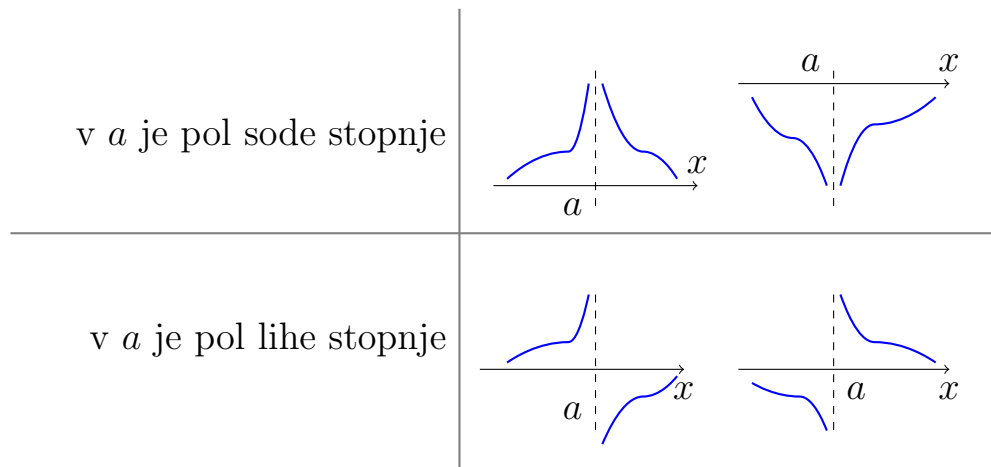 a x
v a je pol sode stopnje
x
a
v a je pol lihe stopnje
x a x
a